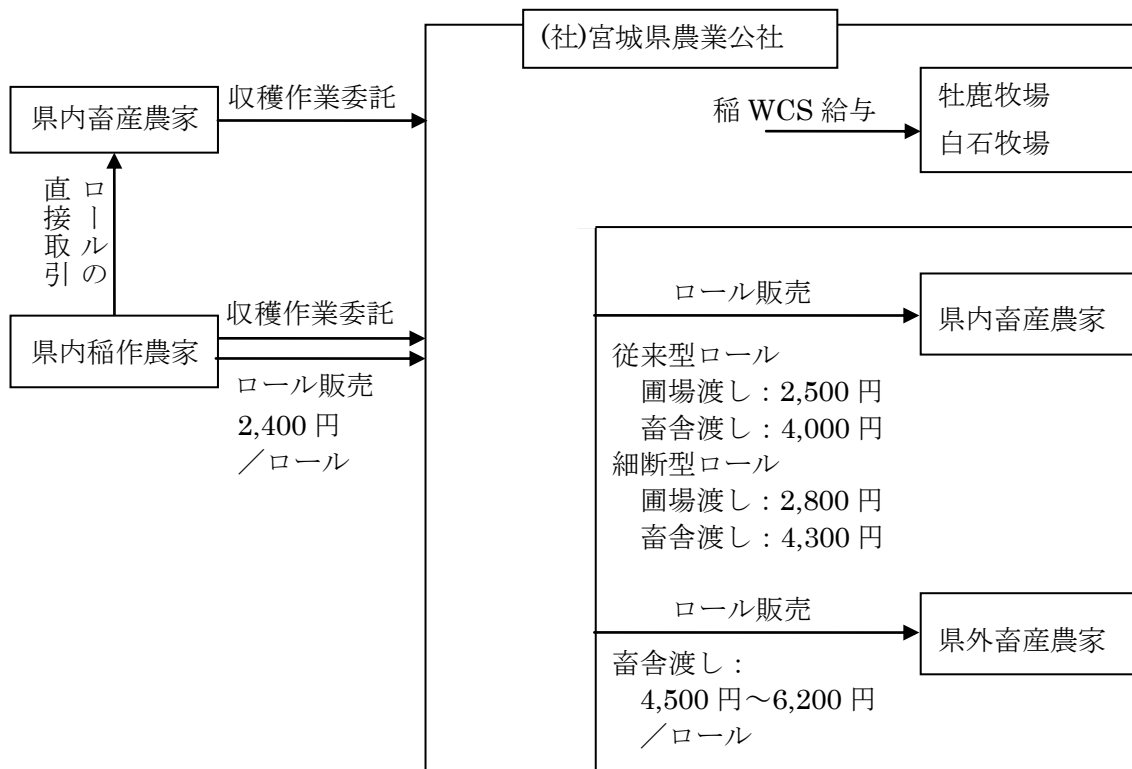 (社)宮城県農業公社
県内畜産農家
収穫作業委託
稲 WCS 給与
牡鹿牧場
白石牧場
ロールの
直接取引
県内稲作農家
収穫作業委託
ロール販売
2,400 円
／ロール
ロール販売
県内畜産農家
従来型ロール
圃場渡し：2,500 円
畜舎渡し：4,000 円
細断型ロール
圃場渡し：2,800 円
畜舎渡し：4,300 円
ロール販売
県外畜産農家
畜舎渡し：
4,500 円～6,200 円
／ロール